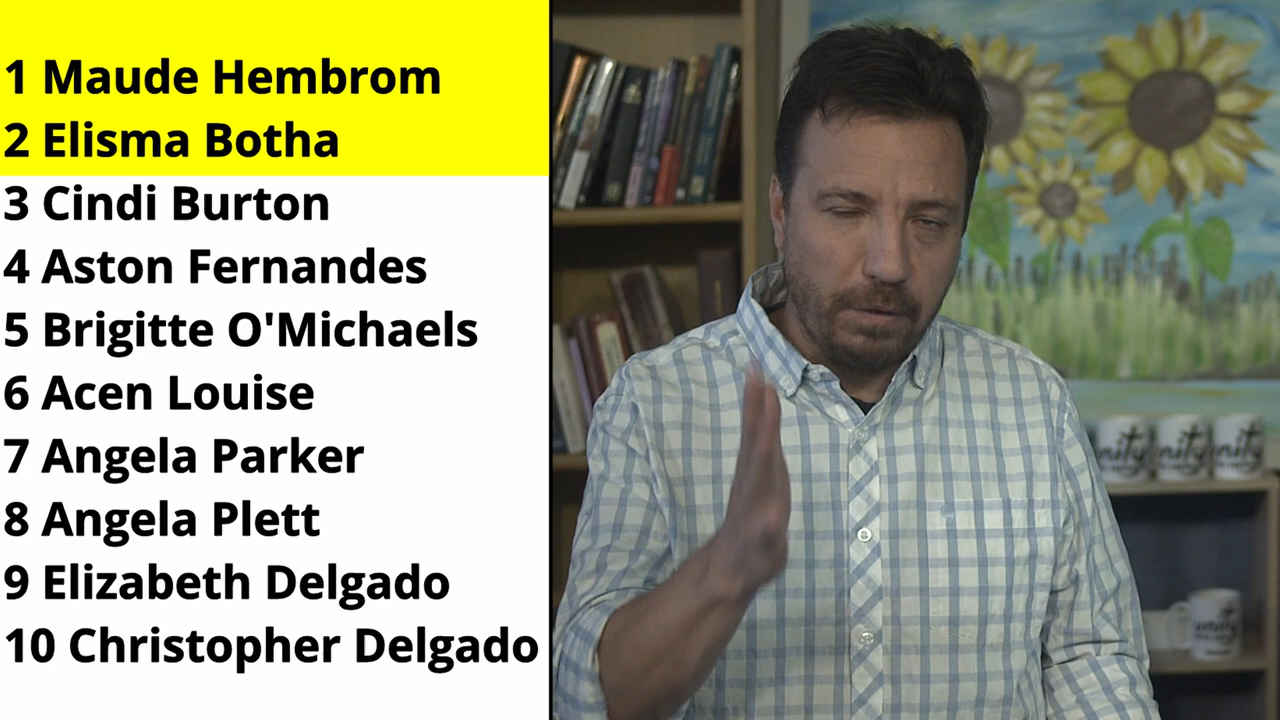 1 Maude Hembrom
2 Elisma Botha
3 Cindi Burton
4 Aston Fernandes
5 Brigitte O'Michaels
6 Acen Louise
7 Angela Parker
8 Angela Plett
9 Elizabeth Delgado
10 Christopher Delgado
unity